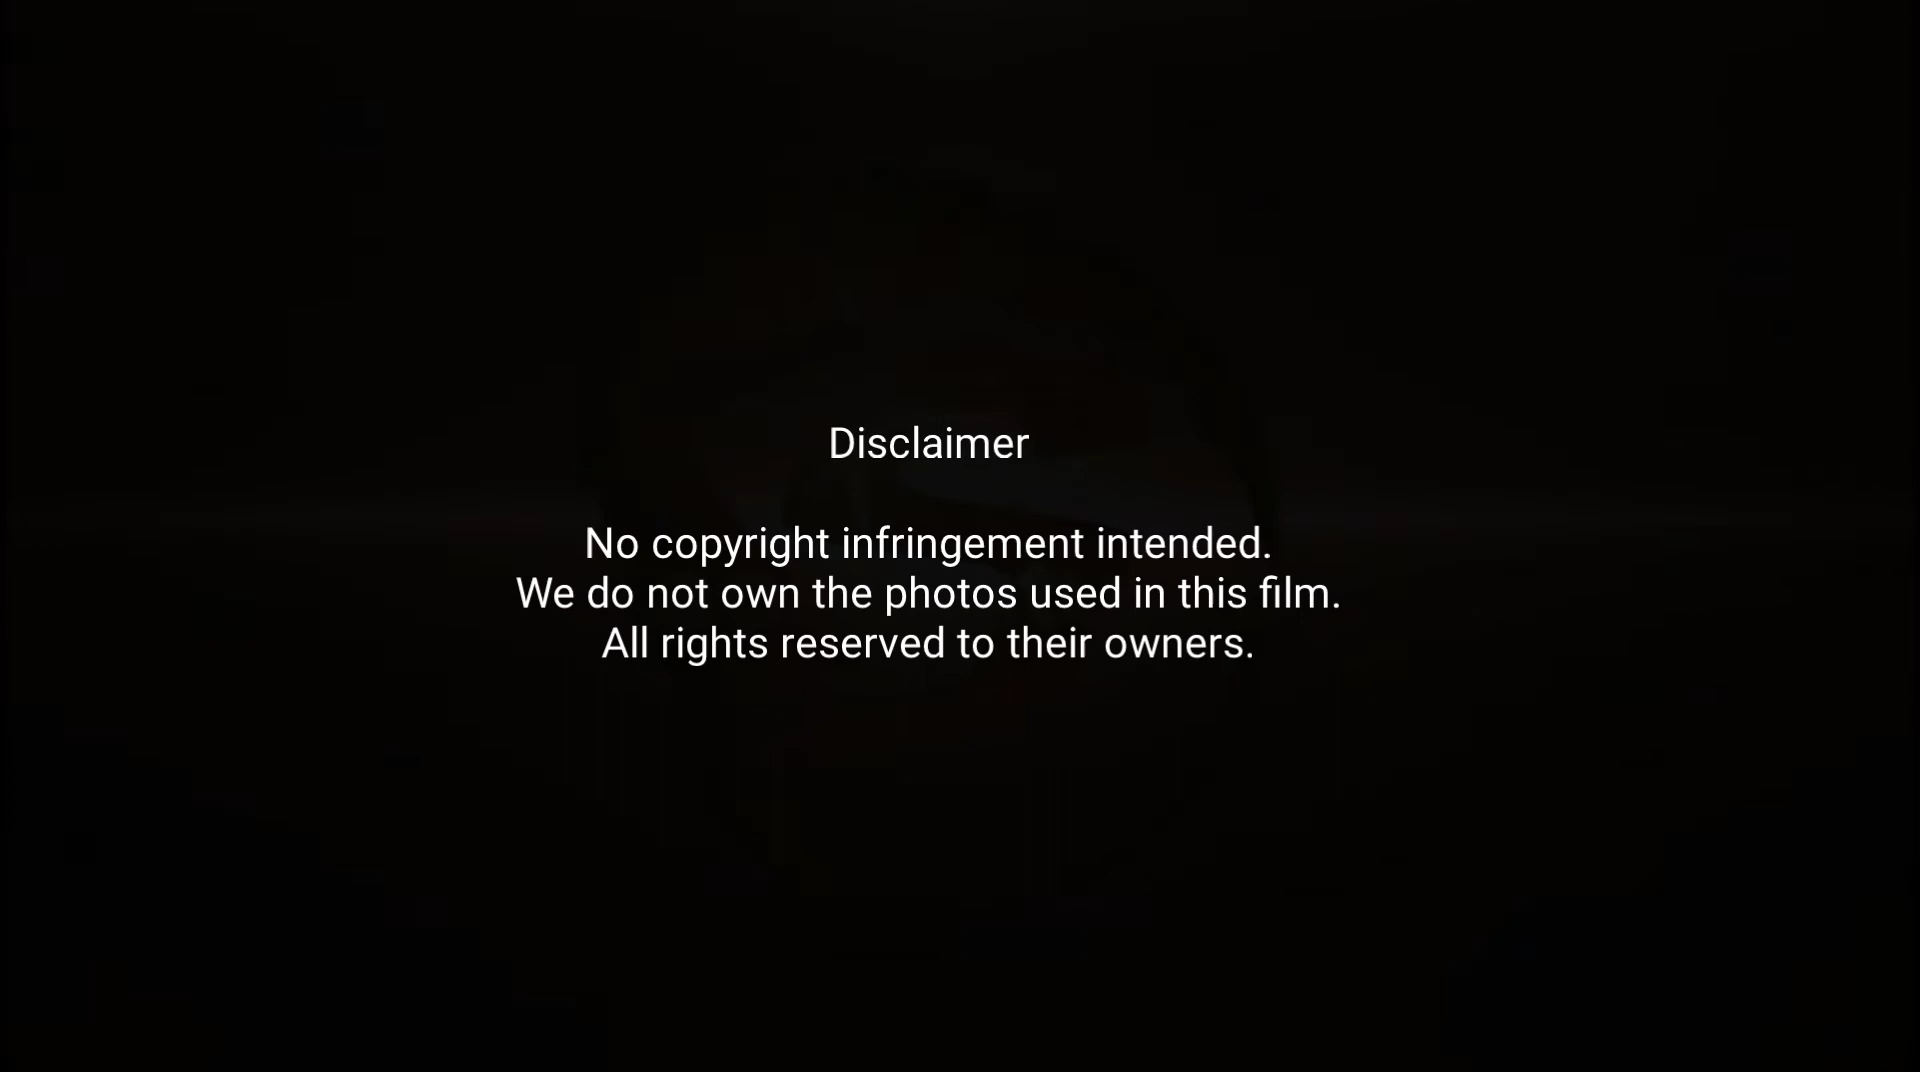 Disclaimer
No copyright infringement intended.
We do not own the photos used in this film.
All rights reserved to their owners.